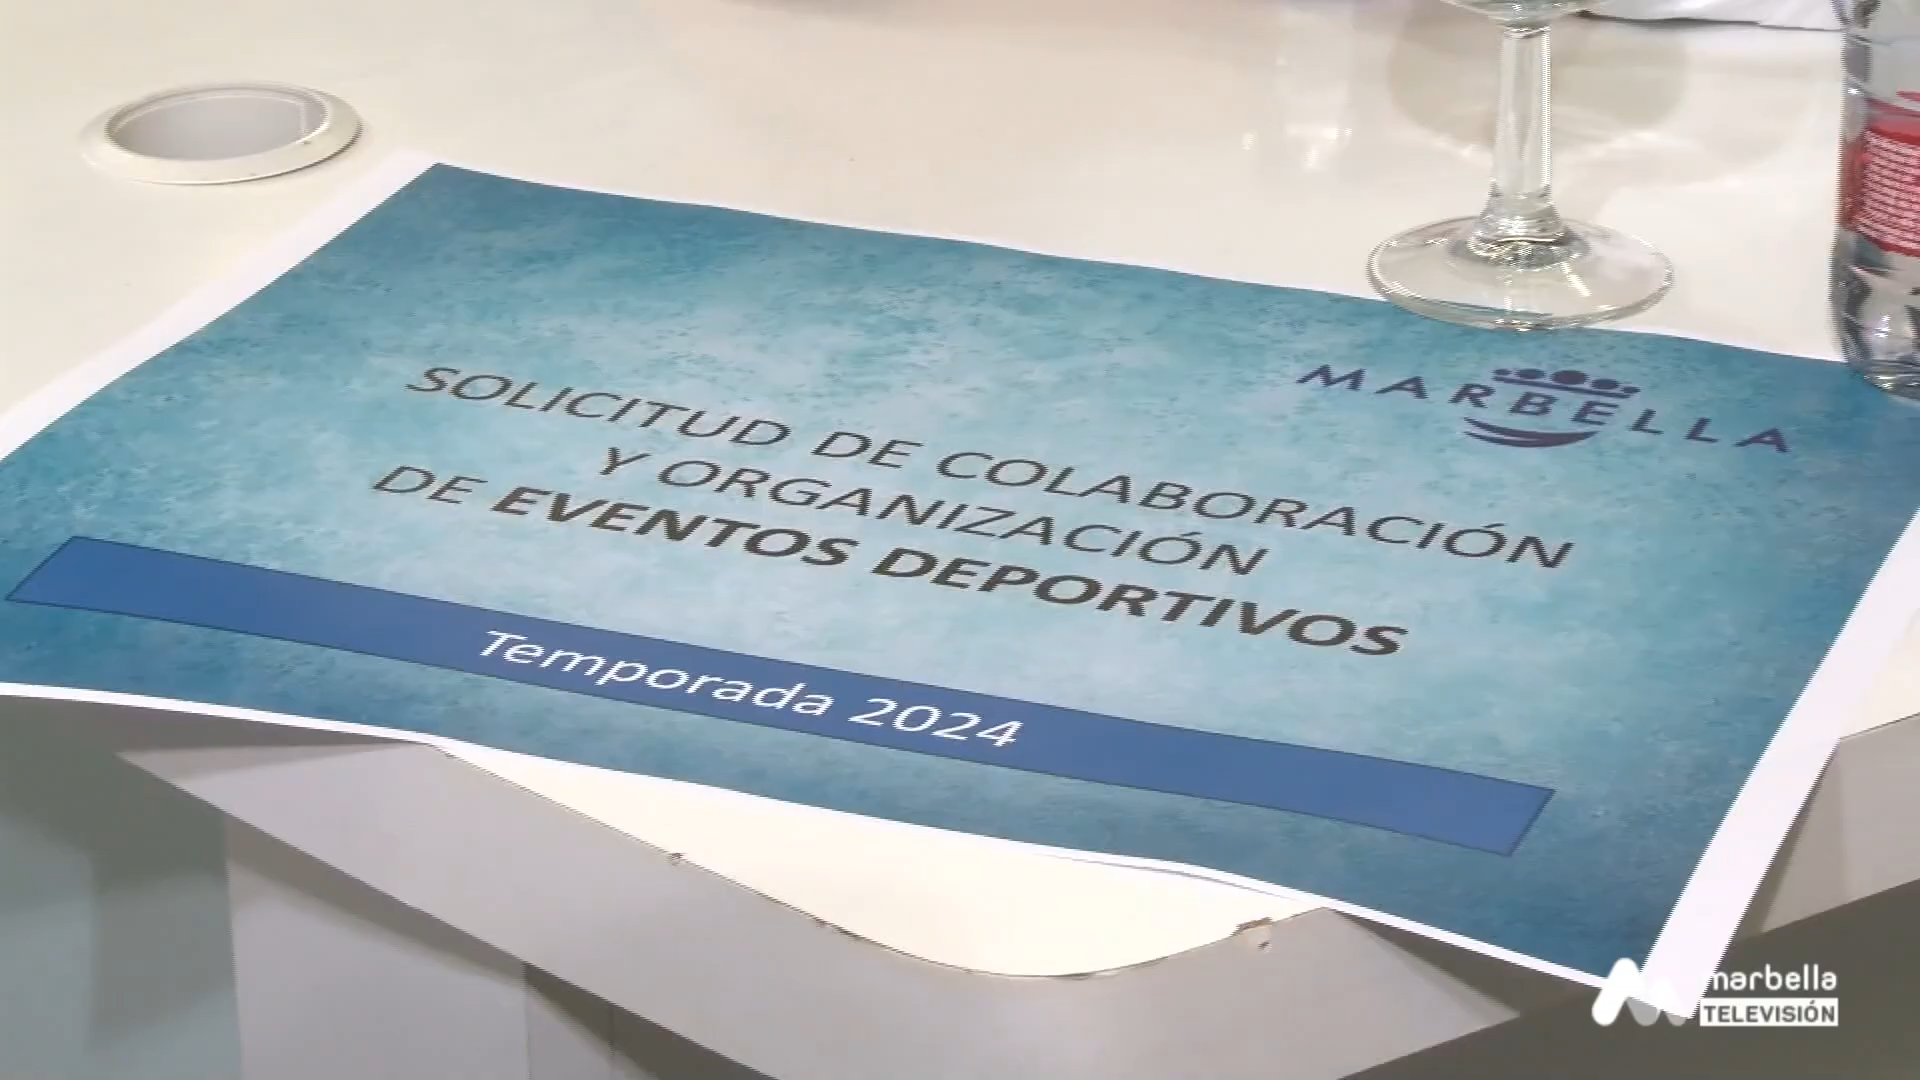 MARBELLA
SOLICITUD DE COLABORACIÓN
Y ORGANIZACIÓN
DE EVENTOS DEPORTIVOS
Temporada 2024
marbella
TELEVISIÓN